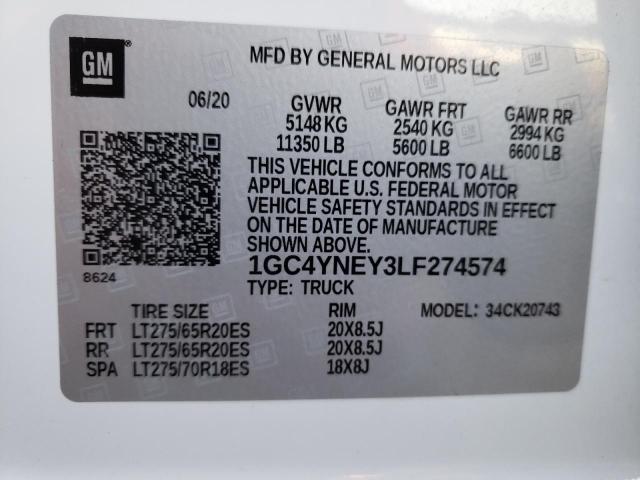 GM
MFD BY GENERAL MOTORS LLC
06/20 GVWR GAWR FRT GAWR RR
5148 KG 2540 KG 2994 KG
11350 LB 5600 LB 6600 LB
THIS VEHICLE CONFORMS TO ALL
APPLICABLE U.S. FEDERAL MOTOR
VEHICLE SAFETY STANDARDS IN EFFECT
ON THE DATE OF MANUFACTURE
SHOWN ABOVE.
8624
1GC4YNEY3LF274574
TYPE: TRUCK
TIRE SIZE RIM MODEL: 34CK20743
FRT LT275/65R20ES 20X8.5J
RR LT275/65R20ES 20X8.5J
SPA LT275/70R18ES 18X8J